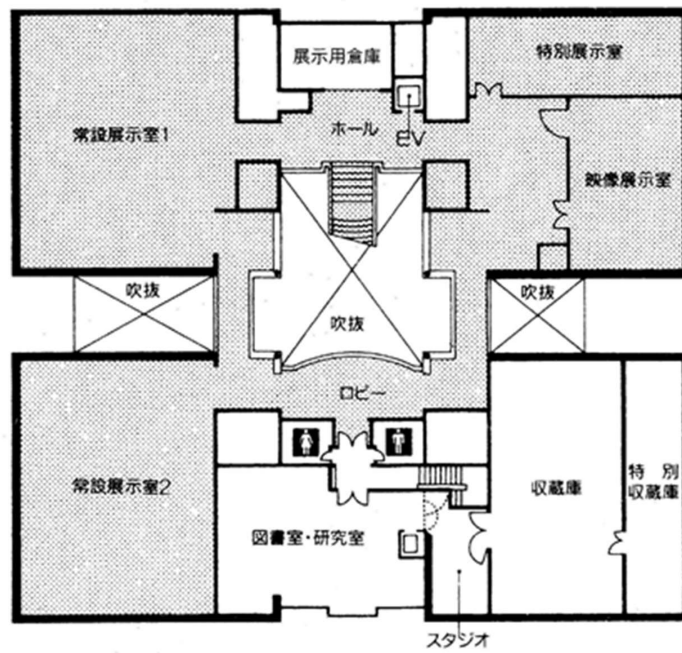 展示用倉庫
特別展示室
常設展示室1
ホール
EV
映像展示室
吹抜
吹抜
吹抜
ロビー
常設展示室2
収蔵庫
特別
収蔵庫
図書室・研究室
スタジオ